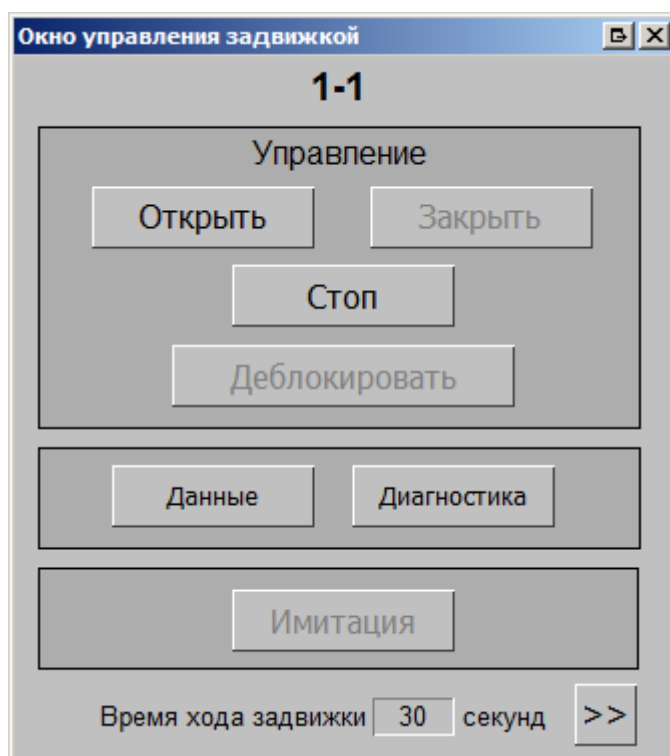 Окно управления задвижкой
1-1
Управление
Открыть Закрыть
Стоп
Деблокировать
Данные Диагностика
Имитация
Время хода задвижки 30 секунд >>